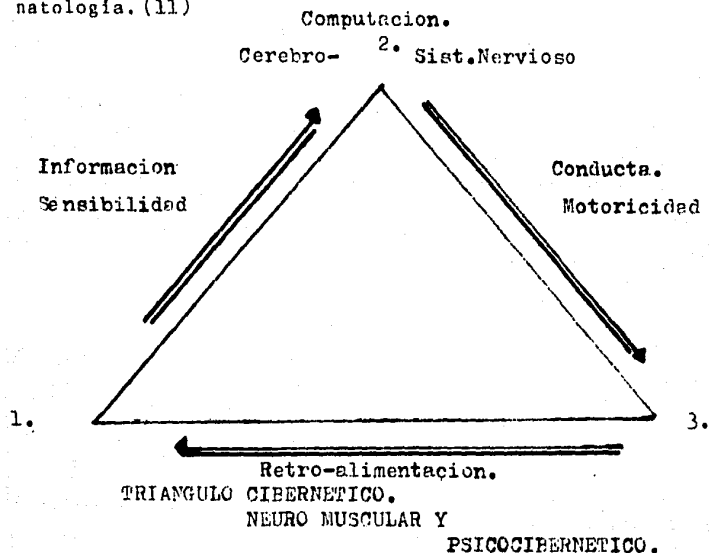 natología.(11)
Computacion.
Cerebro- 2. Sist.Nervioso
Informacion
Sensibilidad
Conducta.
Motoricidad
1.
3.
Retro-alimentacion.
TRIANGULO CIBERNETICO.
NEURO MUSCULAR Y
PSICOCIBERNETICO.